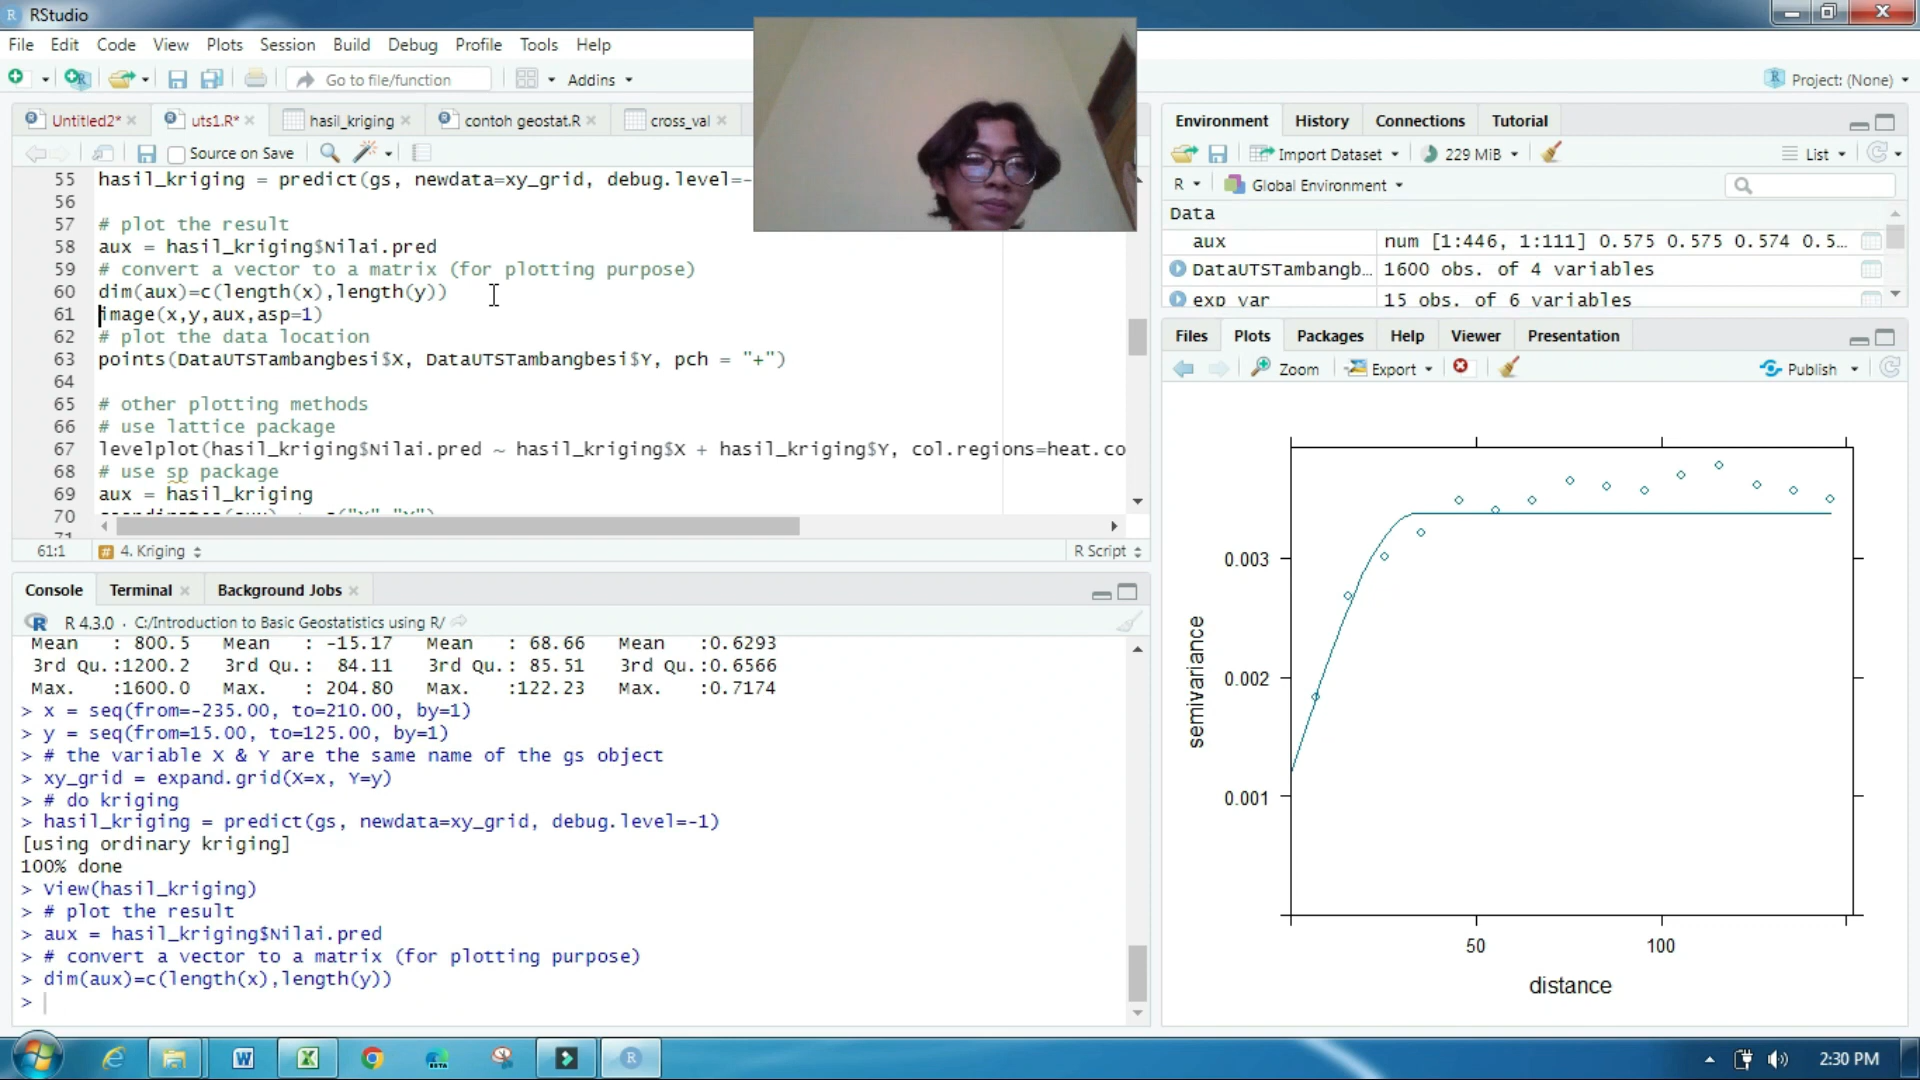 RStudio
File Edit Code View Plots Session Build Debug Profile Tools Help
Go to file/function Addins Project: (None)
Untitled2* uts1.R* hasil_kriging contoh geostat.R cross_val
Source on Save
55 hasil_kriging = predict(gs, newdata=xy_grid, debug.level=-
56
57 # plot the result
58 aux = hasil_kriging$Nilai.pred
59 # convert a vector to a matrix (for plotting purpose)
60 dim(aux)=c(length(x),length(y))
61 image(x,y,aux,asp=1)
62 # plot the data location
63 points(DataUTSTambangbesi$X, DataUTSTambangbesi$Y, pch = "+")
64
65 # other plotting methods
66 # use lattice package
67 levelplot(hasil_kriging$Nilai.pred ~ hasil_kriging$X + hasil_kriging$Y, col.regions=heat.co
68 # use sp package
69 aux = hasil_kriging
70
71
61:1 4. Kriging R Script
Console Terminal Background Jobs
R 4.3.0 · C:/Introduction to Basic Geostatistics using R/
Mean : 800.5 Mean : -15.17 Mean : 68.66 Mean :0.6293
3rd Qu.:1200.2 3rd Qu.: 84.11 3rd Qu.: 85.51 3rd Qu.:0.6566
Max. :1600.0 Max. : 204.80 Max. :122.23 Max. :0.7174
> x = seq(from=-235.00, to=210.00, by=1)
> y = seq(from=15.00, to=125.00, by=1)
> # the variable X & Y are the same name of the gs object
> xy_grid = expand.grid(X=x, Y=y)
> # do kriging
> hasil_kriging = predict(gs, newdata=xy_grid, debug.level=-1)
[using ordinary kriging]
100% done
> View(hasil_kriging)
> # plot the result
> aux = hasil_kriging$Nilai.pred
> # convert a vector to a matrix (for plotting purpose)
> dim(aux)=c(length(x),length(y))
>
Environment History Connections Tutorial
Import Dataset 229 MiB List
R Global Environment
Data
aux num [1:446, 1:111] 0.575 0.575 0.574 0.5...
DataUTSTambangb... 1600 obs. of 4 variables
exp_var 15 obs. of 6 variables
Files Plots Packages Help Viewer Presentation
Zoom Export Publish
0.003
0.002
0.001
semivariance
50 100
distance
2:30 PM